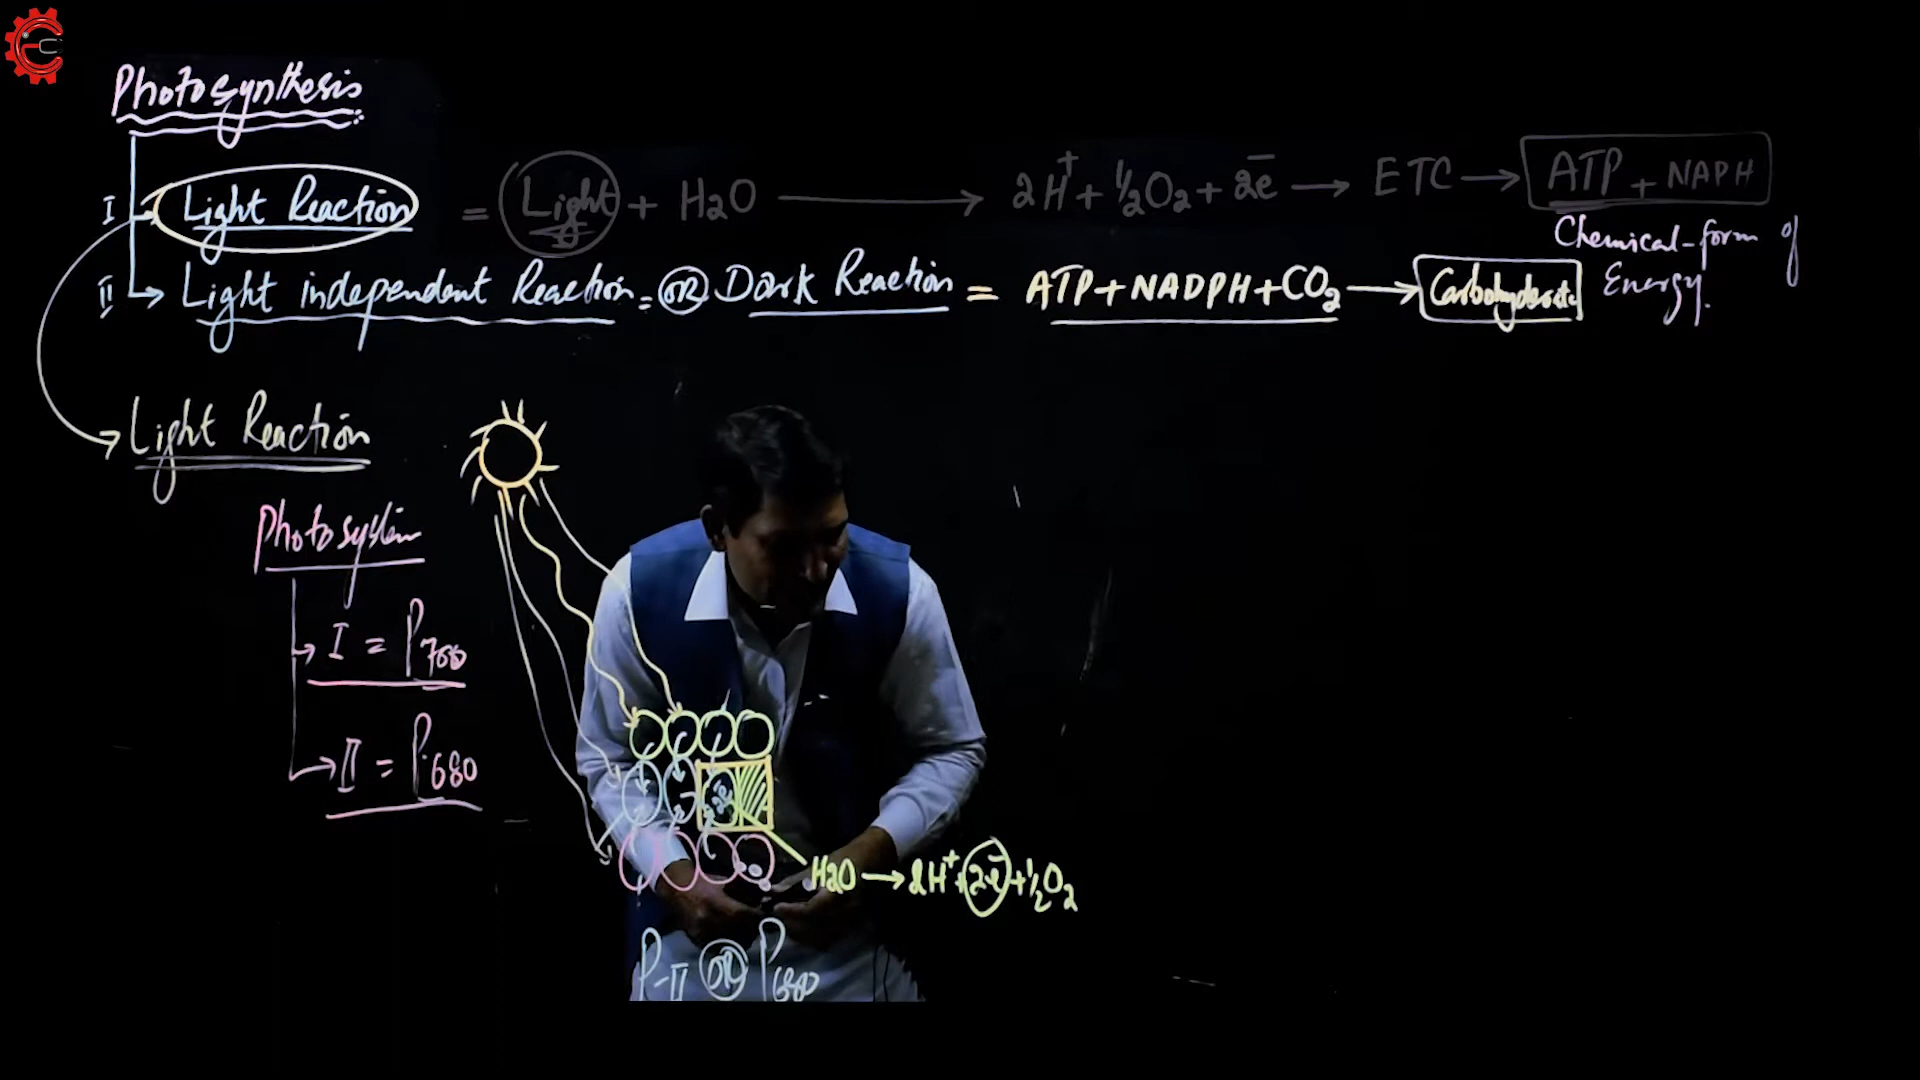 Photosynthesis
I Light Reaction = Light + H2O → 2H⁺ + ½O₂ + 2e⁻ → ETC → ATP + NAPH
Chemical-form of Energy.
II → Light independent Reaction = OR Dark Reaction = ATP+NADPH+CO₂ → Carbohyderate
→ Light Reaction
Photosystem
→ I = P700
→ II = P680
H2O → 2H⁺ + 2e⁻ + ½O₂
P-II OR P680